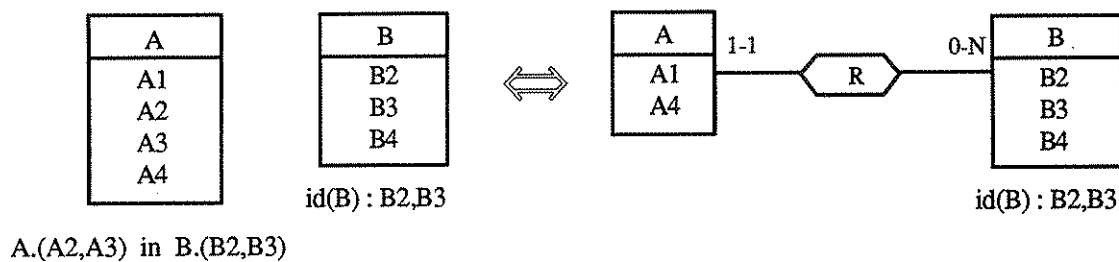 A
A1
A2
A3
A4
B
B2
B3
B4
id(B) : B2,B3
A.(A2,A3) in B.(B2,B3)
A
A1
A4
1-1
R
0-N
B
B2
B3
B4
id(B) : B2,B3